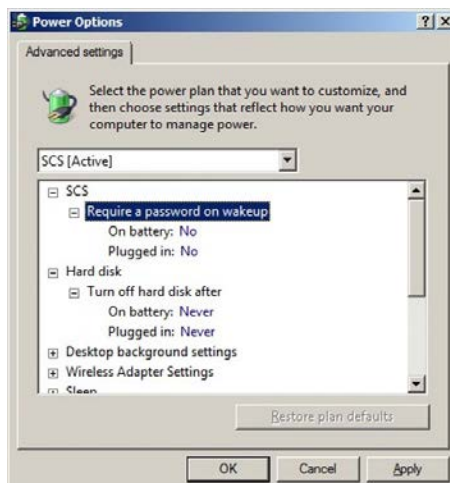 Power Options
Advanced settings
Select the power plan that you want to customize, and
then choose settings that reflect how you want your
computer to manage power.
SCS [Active]
SCS
Require a password on wakeup
On battery: No
Plugged in: No
Hard disk
Turn off hard disk after
On battery: Never
Plugged in: Never
Desktop background settings
Wireless Adapter Settings
Sleep
Restore plan defaults
OK Cancel Apply